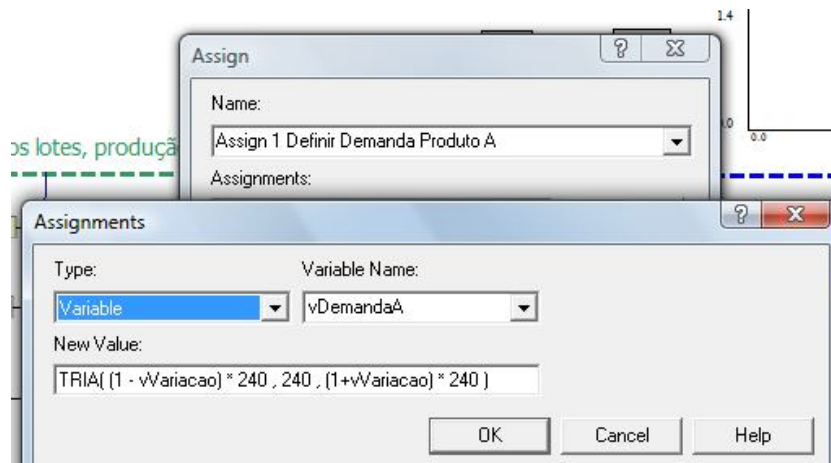 1.4
Assign
Name:
Assign 1 Definir Demanda Produto A
.0
0.0
os lotes, produçã
Assignments:
Assignments
Type:
Variable Name:
Variable
vDemandaA
New Value:
TRIA( (1 - vVariacao) * 240 , 240 , (1+vVariacao) * 240 )
OK
Cancel
Help